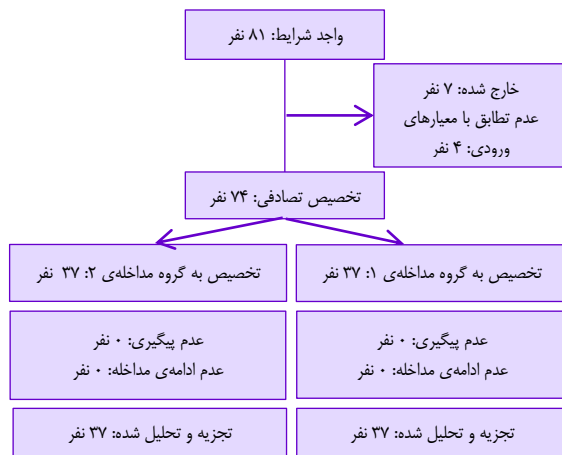 واجد شرایط: ۸۱ نفر
خارج شده: ۷ نفر
عدم تطابق با معیارهای
ورودی: ۴ نفر
تخصیص تصادفی: ۷۴ نفر
تخصیص به گروه مداخله‌ی ۱: ۳۷ نفر
تخصیص به گروه مداخله‌ی ۲: ۳۷ نفر
عدم پیگیری: ۰ نفر
عدم ادامه‌ی مداخله: ۰ نفر
عدم پیگیری: ۰ نفر
عدم ادامه‌ی مداخله: ۰ نفر
تجزیه و تحلیل شده: ۳۷ نفر
تجزیه و تحلیل شده: ۳۷ نفر